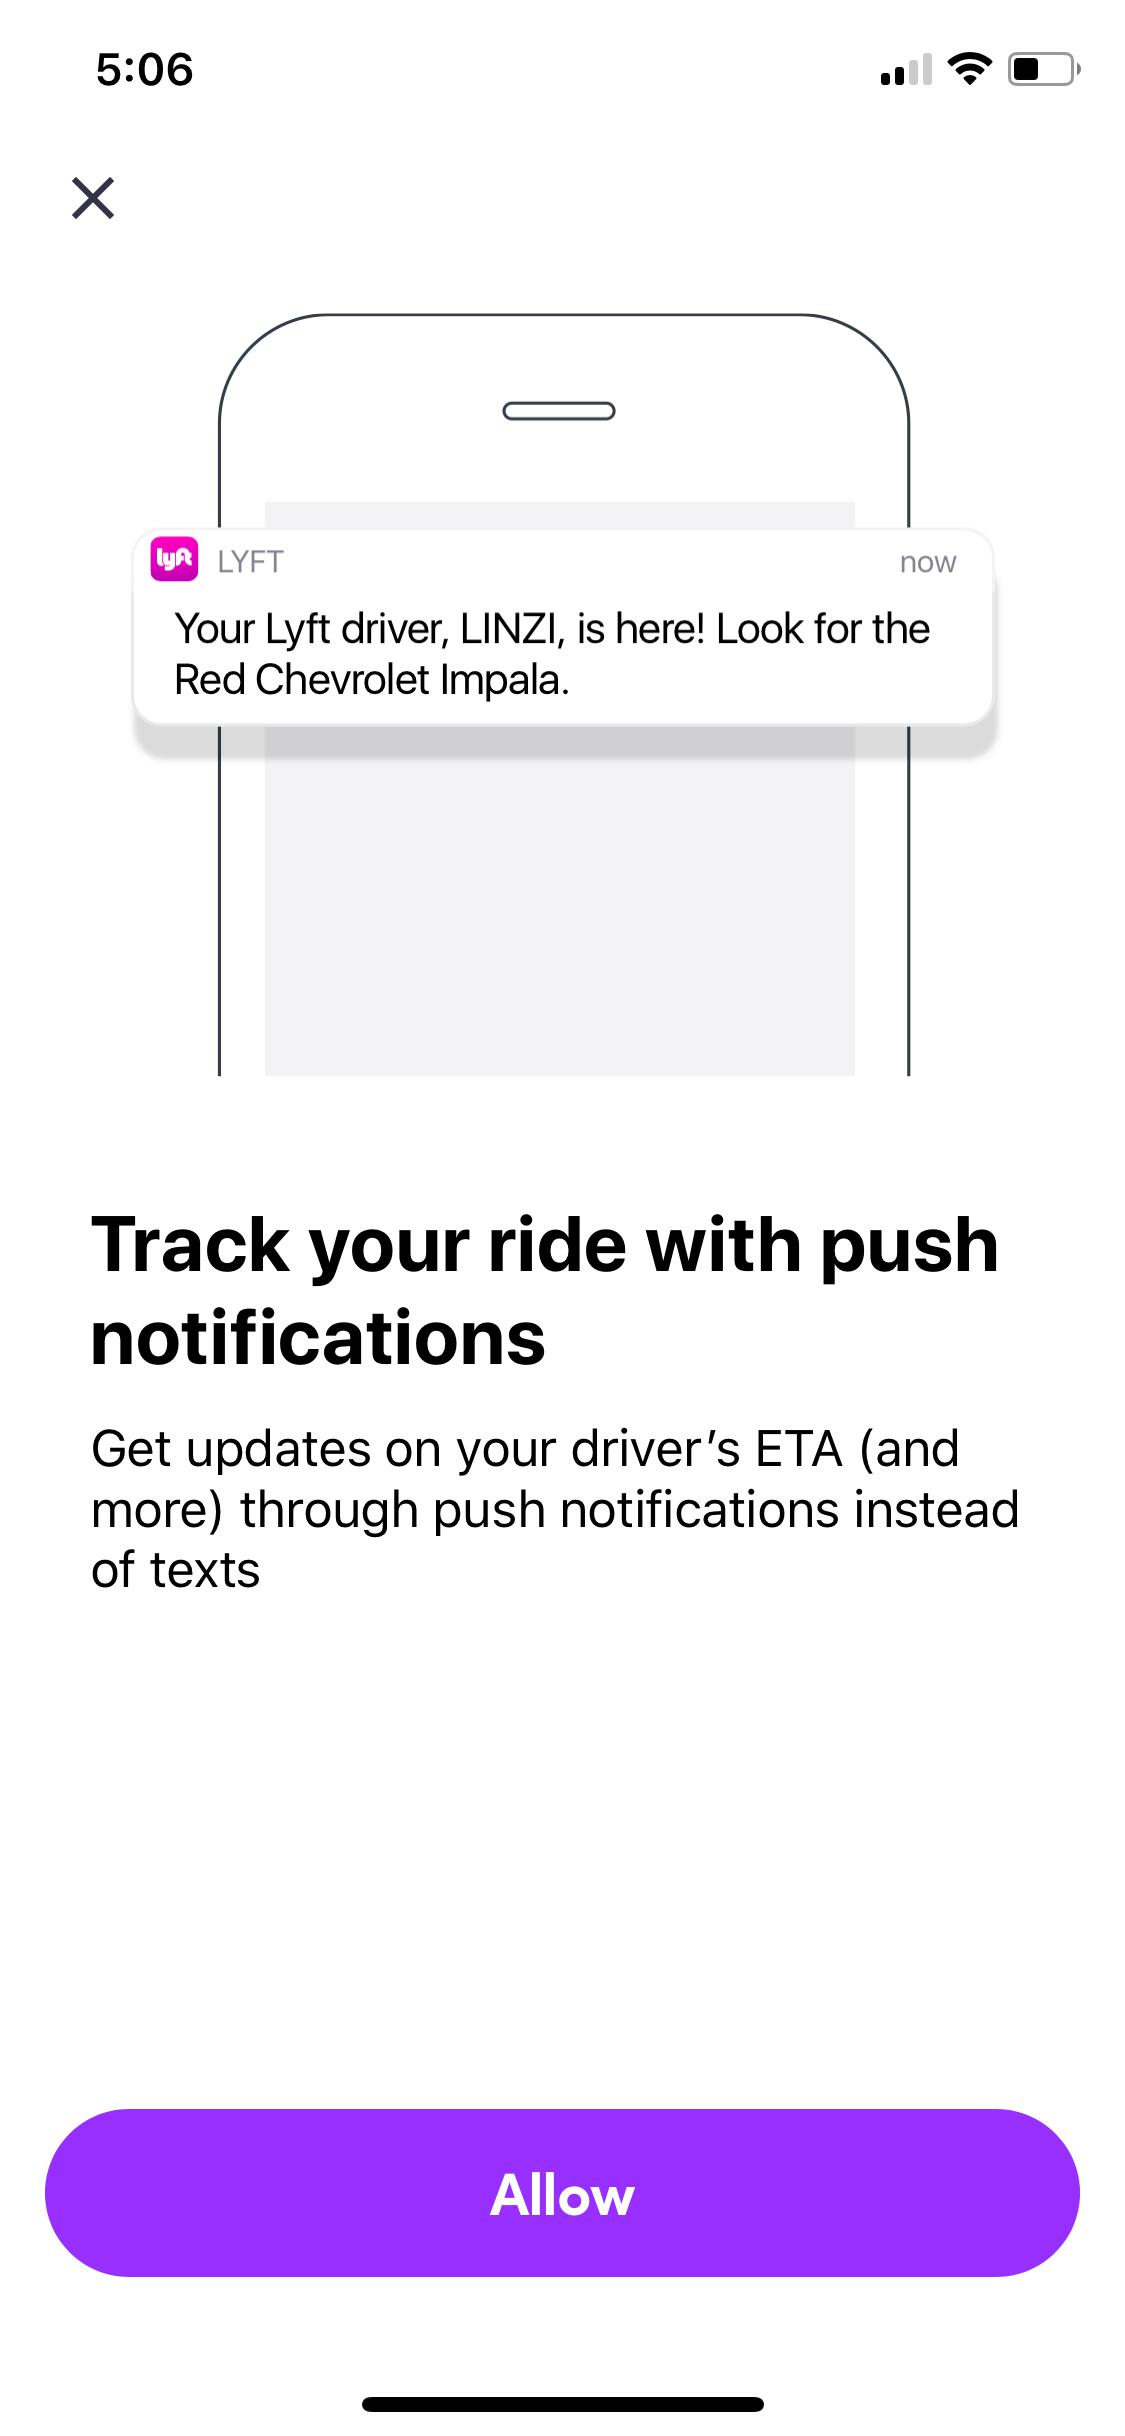 5:06
lyft LYFT now
Your Lyft driver, LINZI, is here! Look for the
Red Chevrolet Impala.
Track your ride with push
notifications
Get updates on your driver’s ETA (and
more) through push notifications instead
of texts
Allow